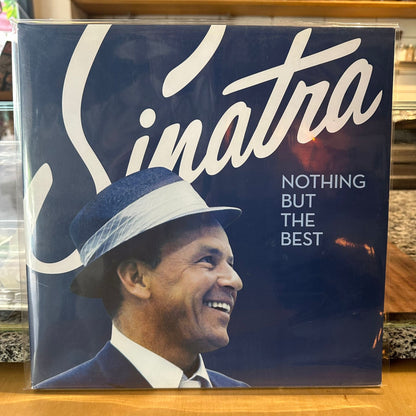 Sinatra
NOTHING
BUT
THE
BEST